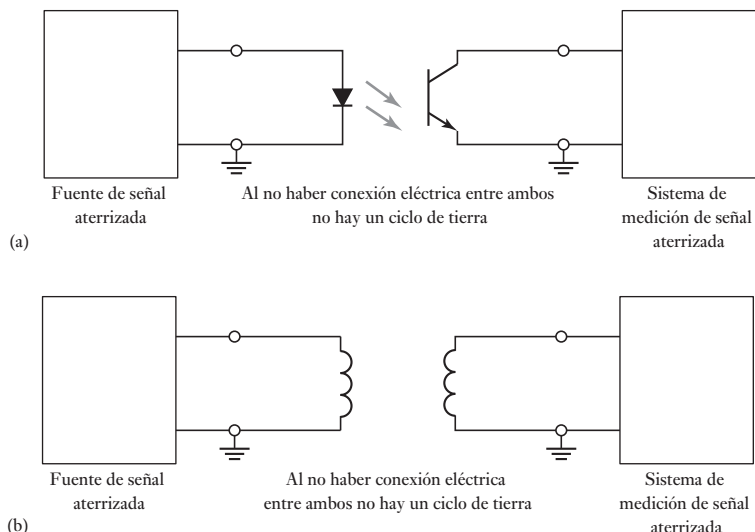 Fuente de señal
aterrizada
Al no haber conexión eléctrica entre ambos
no hay un ciclo de tierra
Sistema de
medición de señal
aterrizada
(a)
Fuente de señal
aterrizada
Al no haber conexión eléctrica
entre ambos no hay un ciclo de tierra
Sistema de
medición de señal
aterrizada
(b)